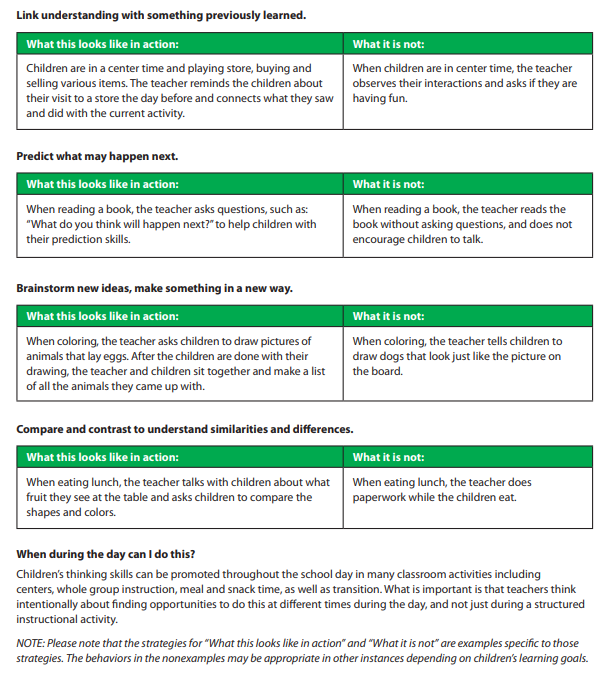 Link understanding with something previously learned.
What this looks like in action:
What it is not:
Children are in a center time and playing store, buying and
selling various items. The teacher reminds the children about
their visit to a store the day before and connects what they saw
and did with the current activity.
When children are in center time, the teacher
observes their interactions and asks if they are
having fun.
Predict what may happen next.
What this looks like in action:
What it is not:
When reading a book, the teacher asks questions, such as:
“What do you think will happen next?” to help children with
their prediction skills.
When reading a book, the teacher reads the
book without asking questions, and does not
encourage children to talk.
Brainstorm new ideas, make something in a new way.
What this looks like in action:
What it is not:
When coloring, the teacher asks children to draw pictures of
animals that lay eggs. After the children are done with their
drawing, the teacher and children sit together and make a list
of all the animals they came up with.
When coloring, the teacher tells children to
draw dogs that look just like the picture on
the board.
Compare and contrast to understand similarities and differences.
What this looks like in action:
What it is not:
When eating lunch, the teacher talks with children about what
fruit they see at the table and asks children to compare the
shapes and colors.
When eating lunch, the teacher does
paperwork while the children eat.
When during the day can I do this?
Children’s thinking skills can be promoted throughout the school day in many classroom activities including
centers, whole group instruction, meal and snack time, as well as transition. What is important is that teachers think
intentionally about finding opportunities to do this at different times during the day, and not just during a structured
instructional activity.
NOTE: Please note that the strategies for “What this looks like in action” and “What it is not” are examples specific to those
strategies. The behaviors in the nonexamples may be appropriate in other instances depending on children’s learning goals.